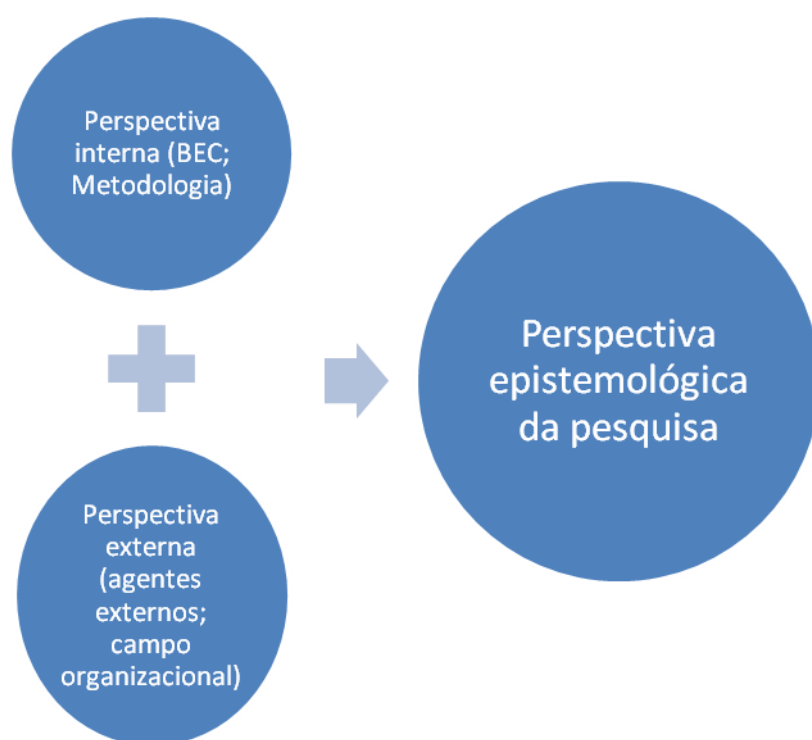 Perspectiva
interna (BEC;
Metodologia)
Perspectiva
externa
(agentes
externos;
campo
organizacional)
Perspectiva
epistemológica
da pesquisa